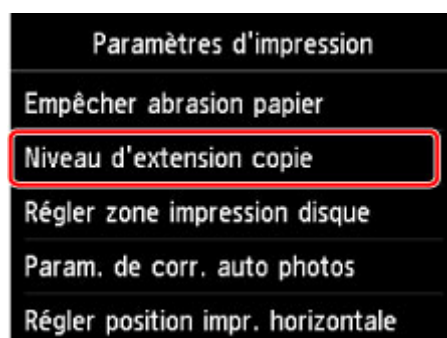 Paramètres d'impression
Empêcher abrasion papier
Niveau d'extension copie
Régler zone impression disque
Param. de corr. auto photos
Régler position impr. horizontale